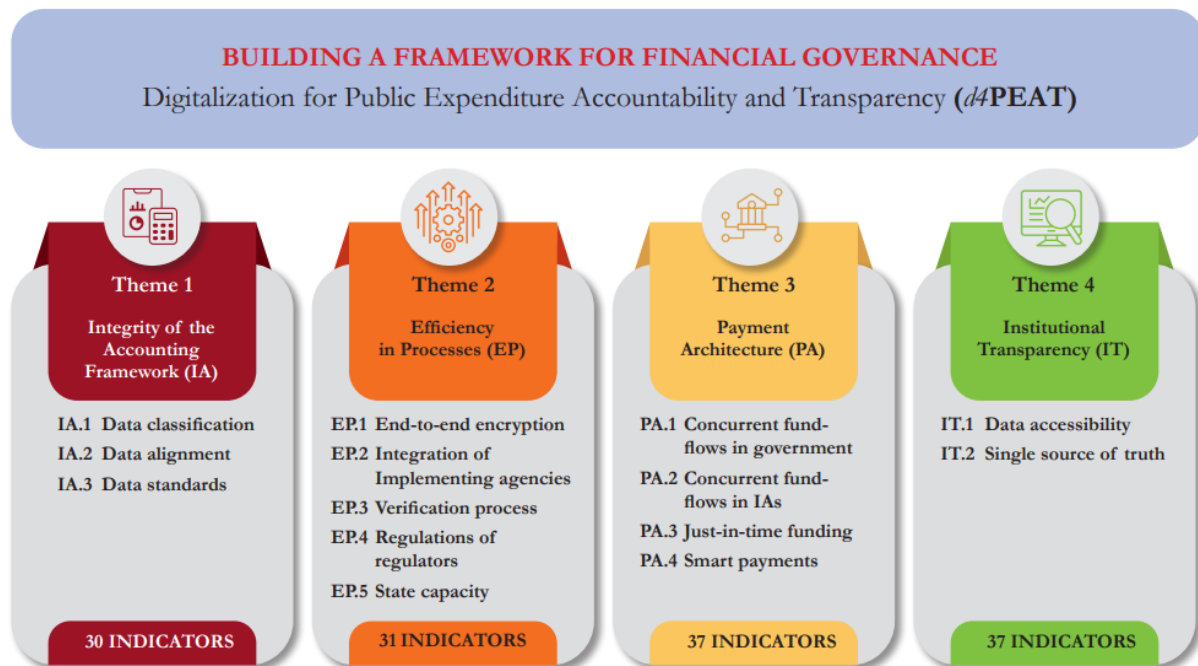 BUILDING A FRAMEWORK FOR FINANCIAL GOVERNANCE
Digitalization for Public Expenditure Accountability and Transparency (d4PEAT)
Theme 1
Integrity of the
Accounting
Framework (IA)
IA.1 Data classification
IA.2 Data alignment
IA.3 Data standards
30 INDICATORS
Theme 2
Efficiency
in Processes (EP)
EP.1 End-to-end encryption
EP.2 Integration of
Implementing agencies
EP.3 Verification process
EP.4 Regulations of
regulators
EP.5 State capacity
31 INDICATORS
Theme 3
Payment
Architecture (PA)
PA.1 Concurrent fund-
flows in government
PA.2 Concurrent fund-
flows in IAs
PA.3 Just-in-time funding
PA.4 Smart payments
37 INDICATORS
Theme 4
Institutional
Transparency (IT)
IT.1 Data accessibility
IT.2 Single source of truth
37 INDICATORS